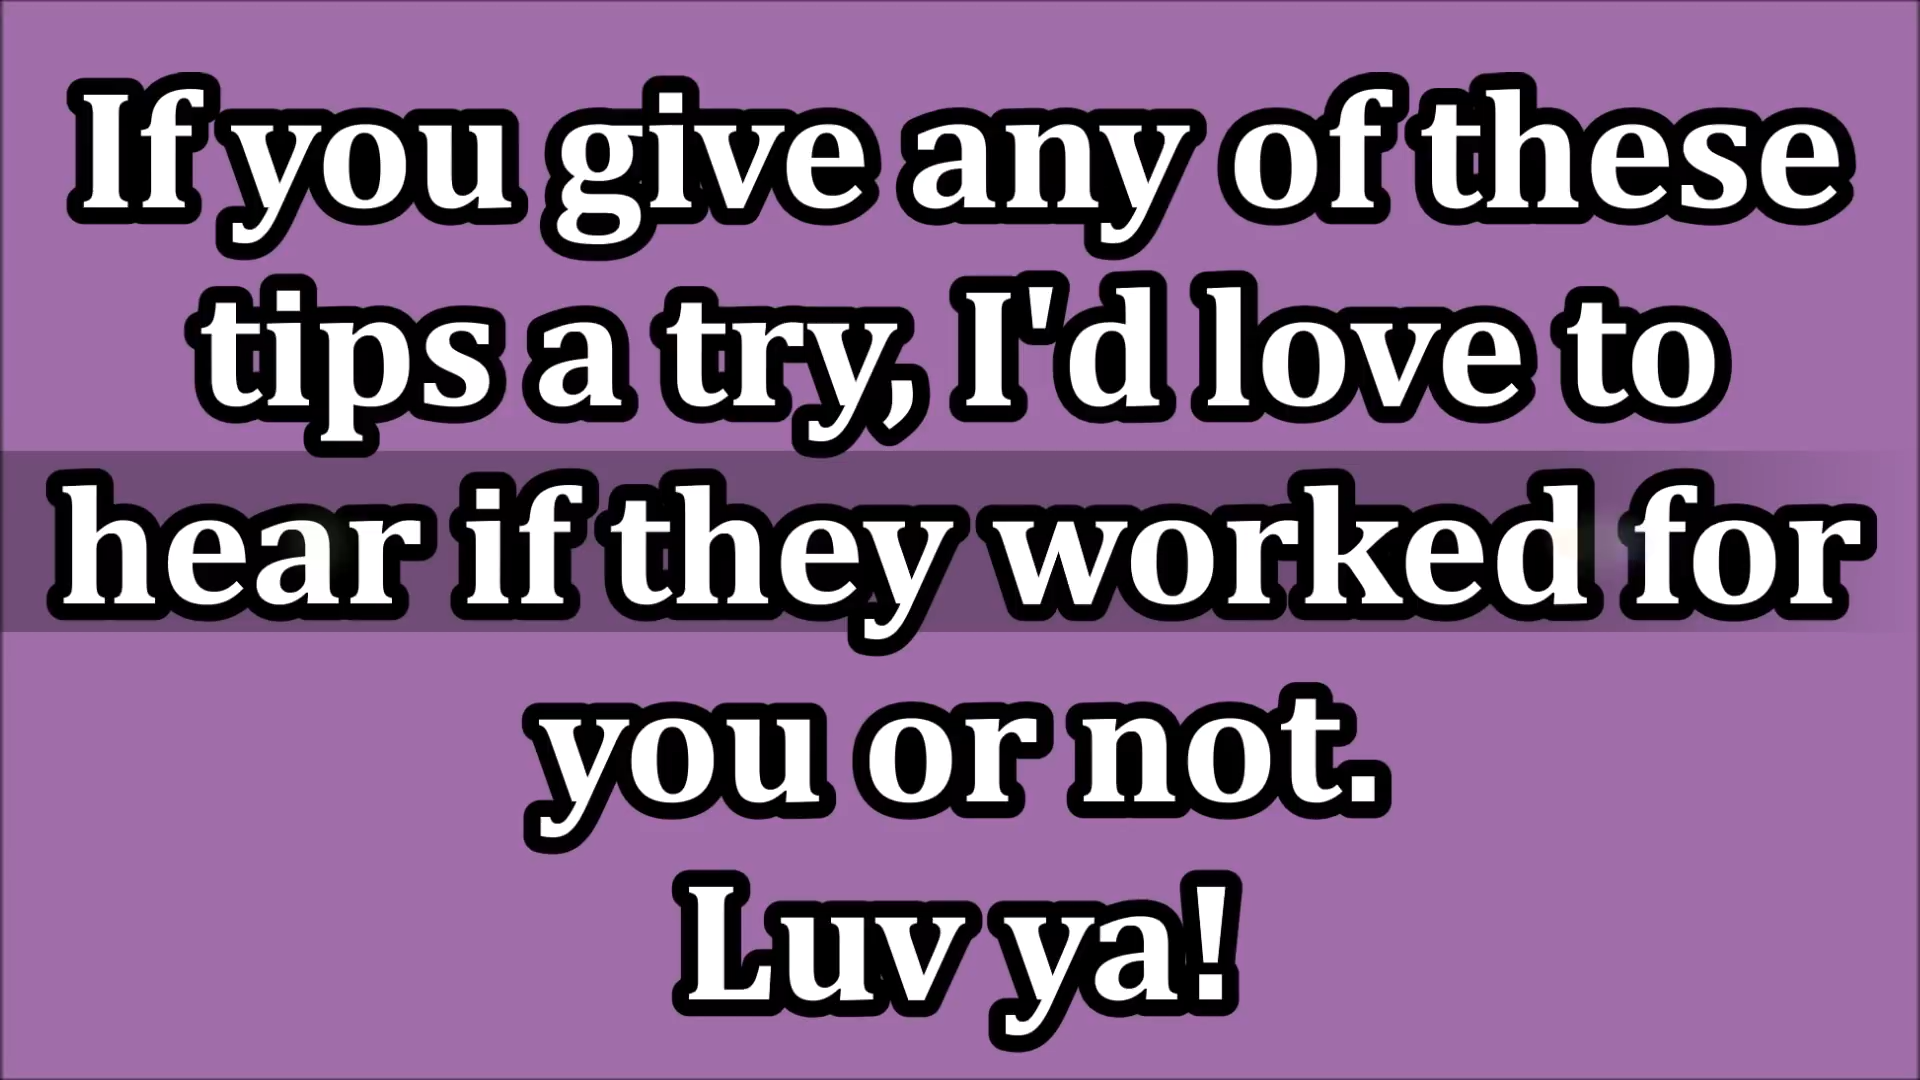 If you give any of these
tips a try, I'd love to
hear if they worked for
you or not.
Luv ya!